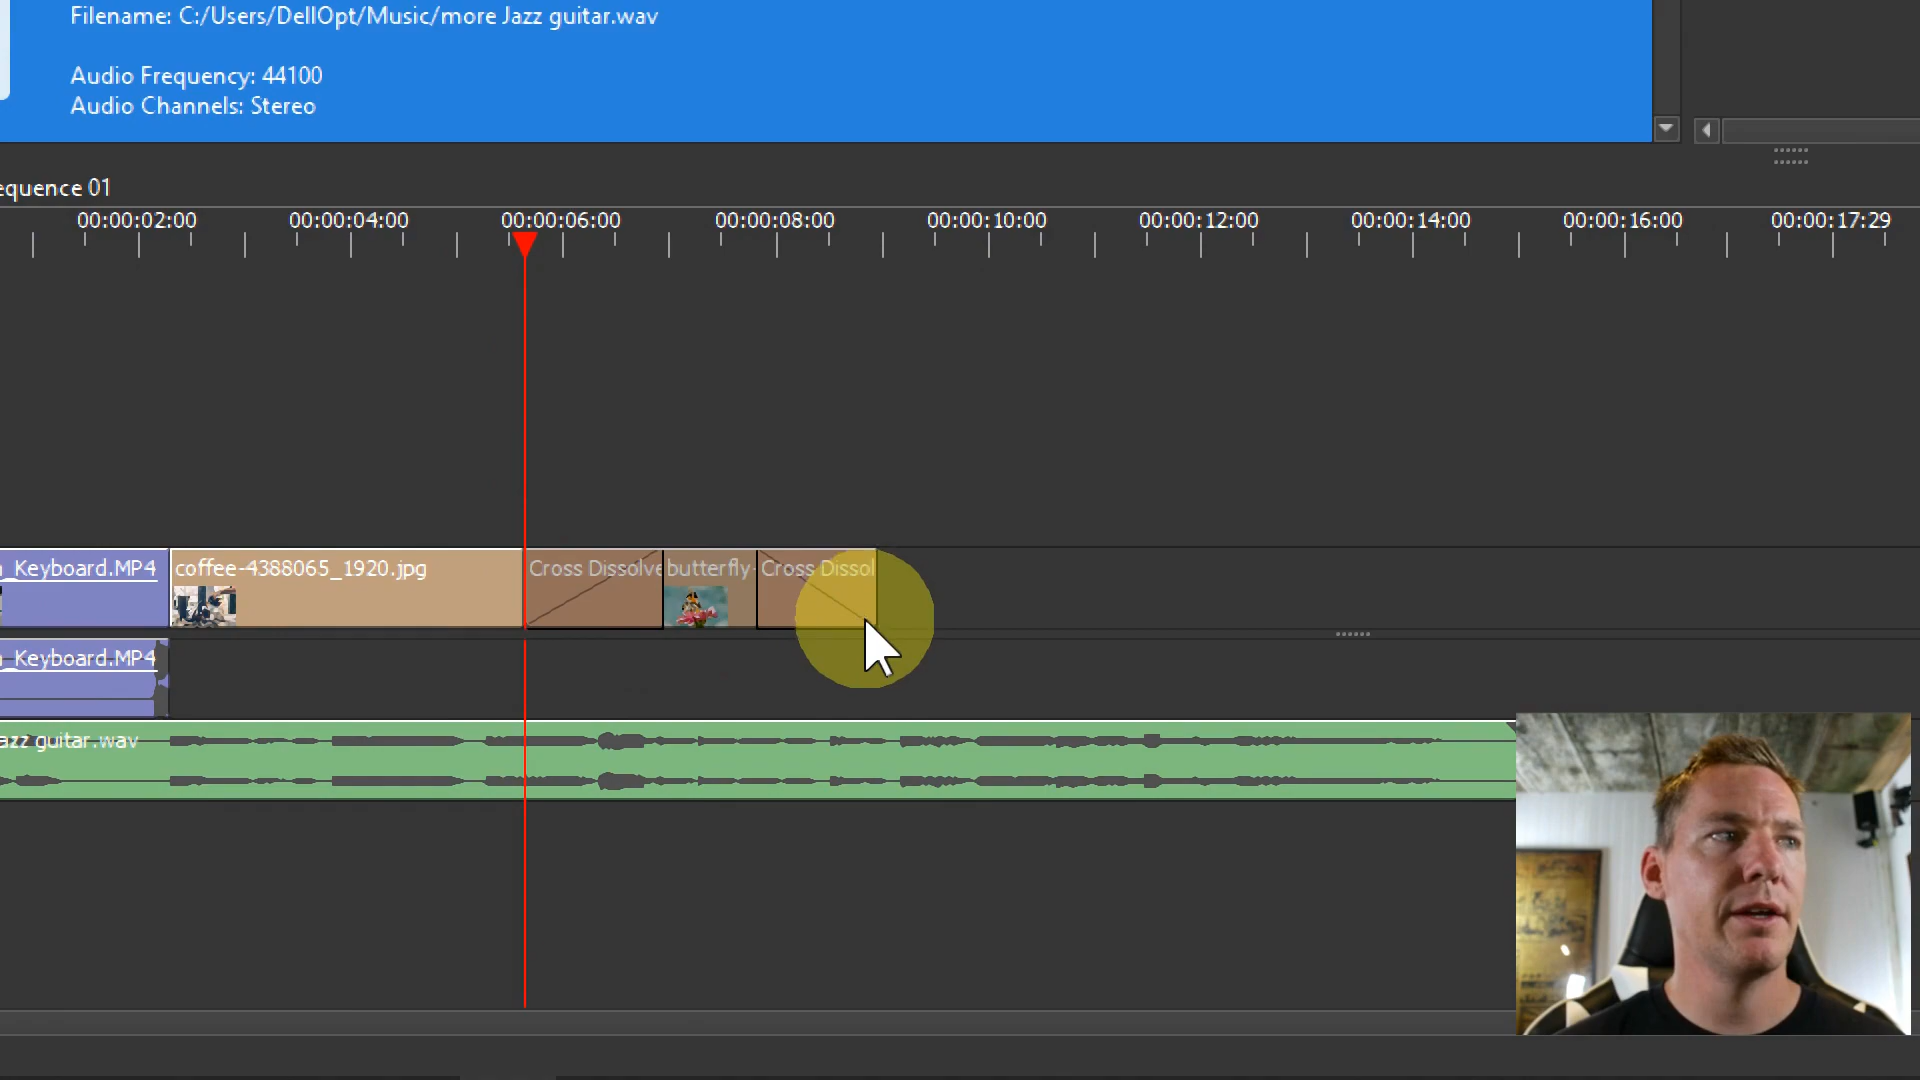 Filename: C:/Users/DellOpt/Music/more Jazz guitar.wav
Audio Frequency: 44100
Audio Channels: Stereo
equence 01
00:00:02:00 00:00:04:00 00:00:06:00 00:00:08:00 00:00:10:00 00:00:12:00 00:00:14:00 00:00:16:00 00:00:17:29
_Keyboard.MP4 coffee-4388065_1920.jpg Cross Dissolve butterfly- Cross Dissol
_Keyboard.MP4
azz guitar.wav